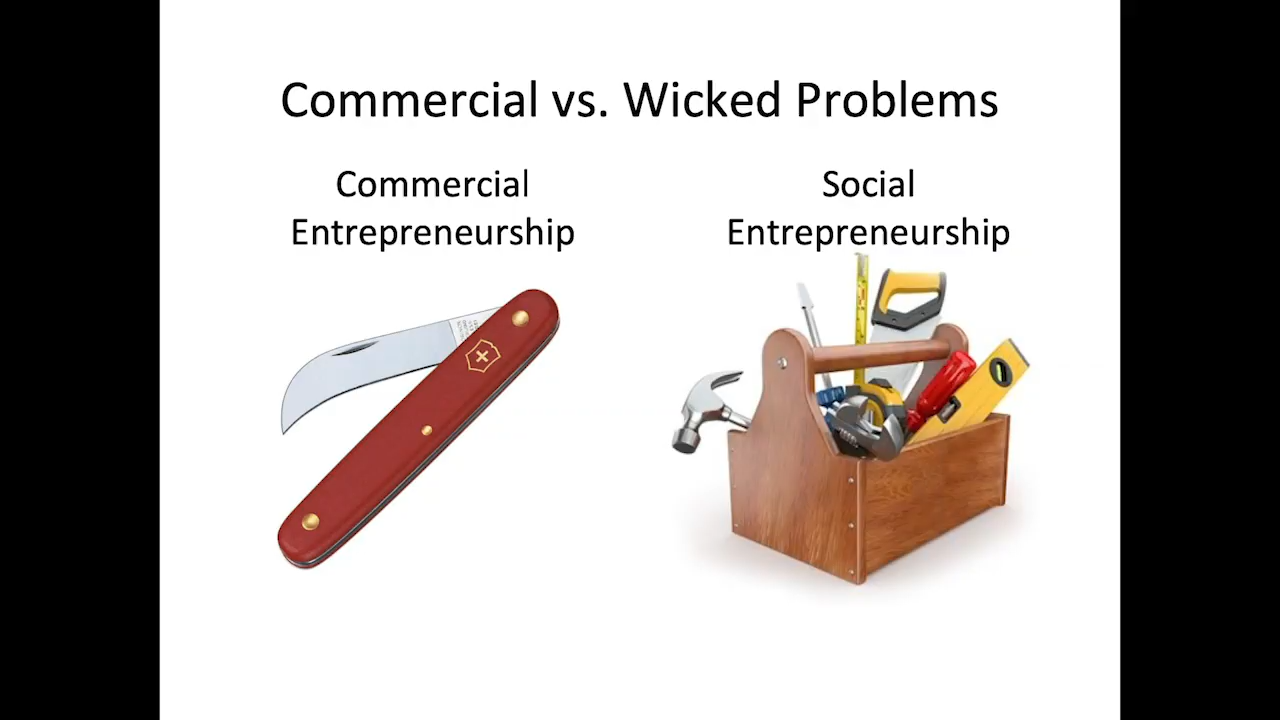 Commercial vs. Wicked Problems
Commercial
Entrepreneurship
Social
Entrepreneurship